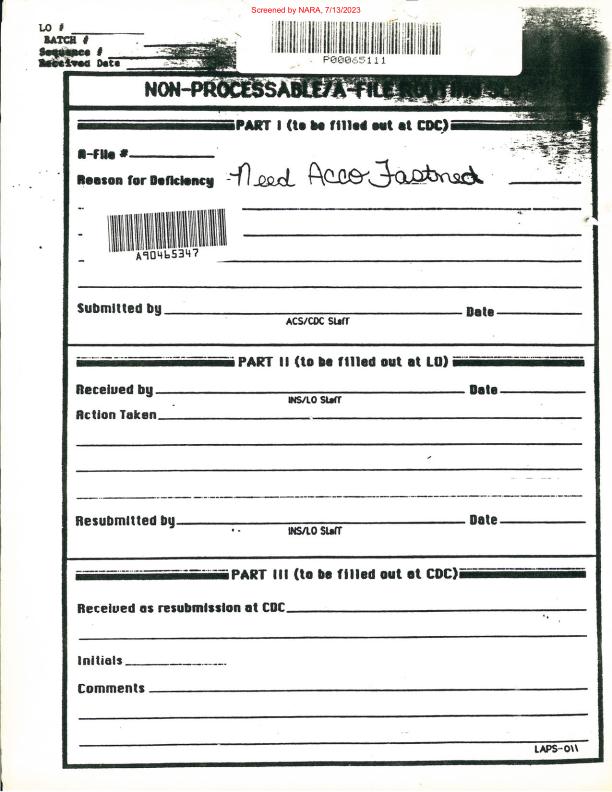 Screened by NARA, 7/13/2023
LO #
BATCH #
Sequence #
Received Date
P00065111
NON-PROCESSABLE/A-FILE ROUTING
PART I (to be filled out at CDC)
A-File #
Reason for Deficiency Need Acco Fastned
A90465347
Submitted by Date
ACS/CDC Staff
PART II (to be filled out at LO)
Received by Date
INS/LO Staff
Action Taken
Resubmitted by Date
INS/LO Staff
PART III (to be filled out at CDC)
Received as resubmission at CDC
Initials
Comments
LAPS-011